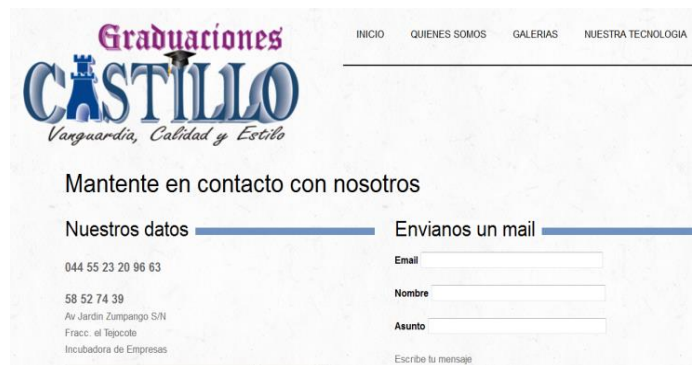 Graduaciones
CASTILLO
Vanguardia, Calidad y Estilo
INICIO QUIENES SOMOS GALERIAS NUESTRA TECNOLOGIA
Mantente en contacto con nosotros
Nuestros datos
044 55 23 20 96 63
58 52 74 39
Av Jardin Zumpango S/N
Fracc. el Tejocote
Incubadora de Empresas
Envianos un mail
Email
Nombre
Asunto
Escribe tu mensaje